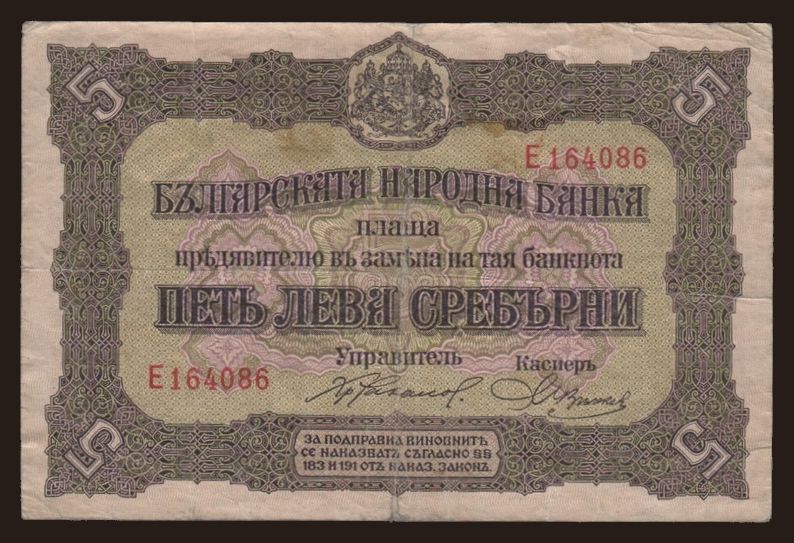 5 5
Е 164086
БЪЛГАРСКАТА НАРОДНА БАНКА
плаща
прѣдявителю въ замѣна на тая банкнота
ПЕТЬ ЛЕВА СРЕБЪРНИ
Управитель Касиеръ
Е 164086
5 5
ЗА ПОДПРАВКА ВИНОВНИТѢ
СЕ НАКАЗВАТЪ СЪГЛАСНО §§
183 И 191 ОТЪ НАКАЗ. ЗАКОНЪ.